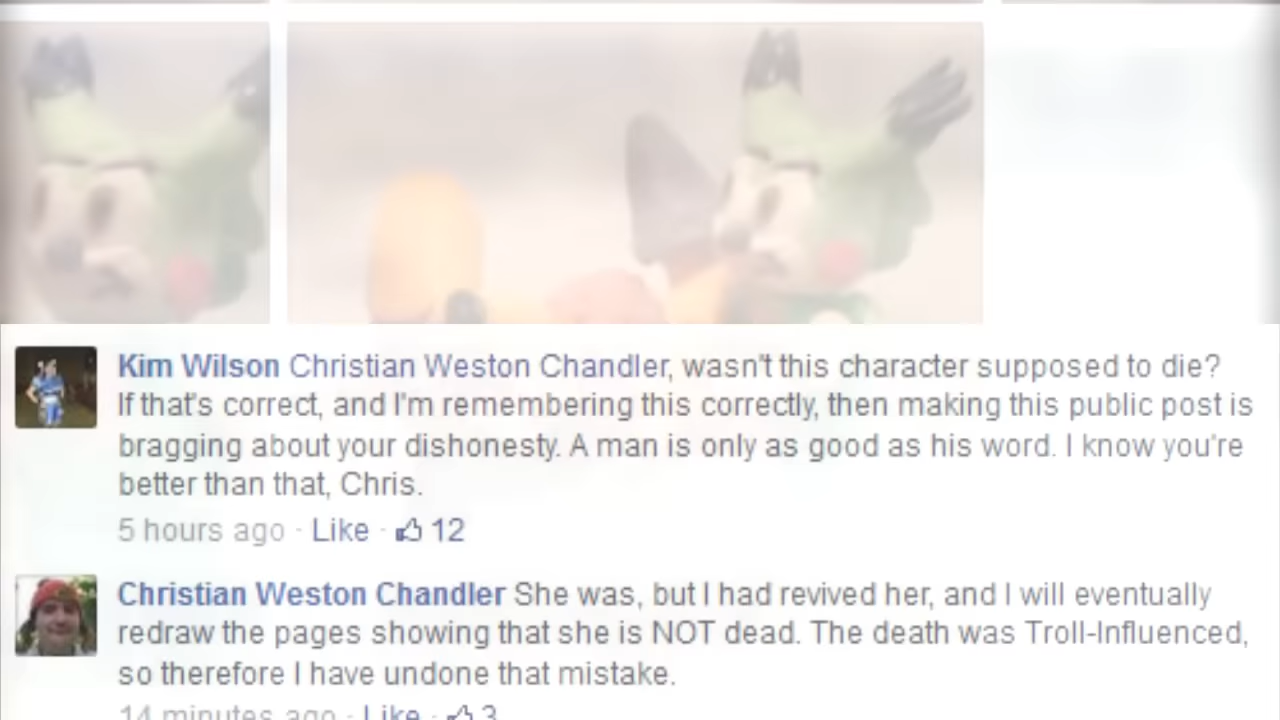 Kim Wilson Christian Weston Chandler, wasn't this character supposed to die?
If that's correct, and I'm remembering this correctly, then making this public post is
bragging about your dishonesty. A man is only as good as his word. I know you're
better than that, Chris.
5 hours ago · Like · 12
Christian Weston Chandler She was, but I had revived her, and I will eventually
redraw the pages showing that she is NOT dead. The death was Troll-Influenced,
so therefore I have undone that mistake.
14 minutes ago · Like · 3